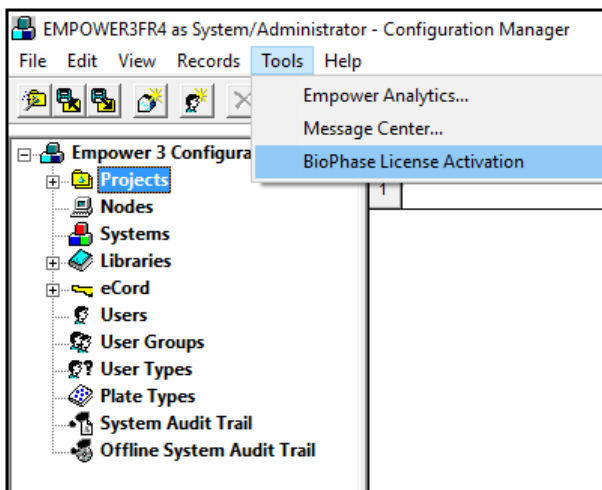 EMPOWER3FR4 as System/Administrator - Configuration Manager
File Edit View Records Tools Help
Empower Analytics...
Message Center...
BioPhase License Activation
Empower 3 Configura
Projects
1
Nodes
Systems
Libraries
eCord
Users
User Groups
User Types
Plate Types
System Audit Trail
Offline System Audit Trail